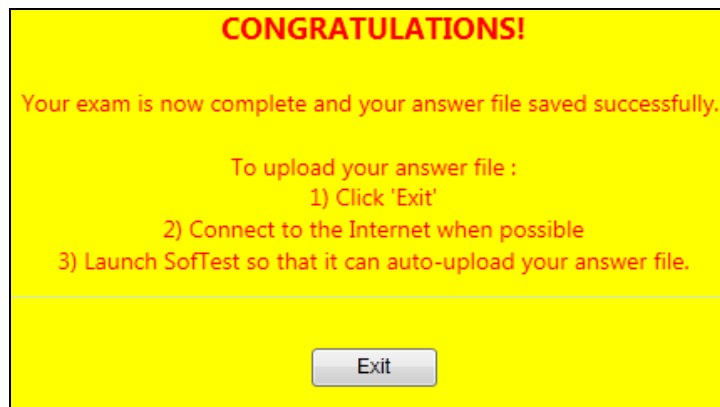 CONGRATULATIONS!
Your exam is now complete and your answer file saved successfully.
To upload your answer file :
1) Click 'Exit'
2) Connect to the Internet when possible
3) Launch SofTest so that it can auto-upload your answer file.
Exit